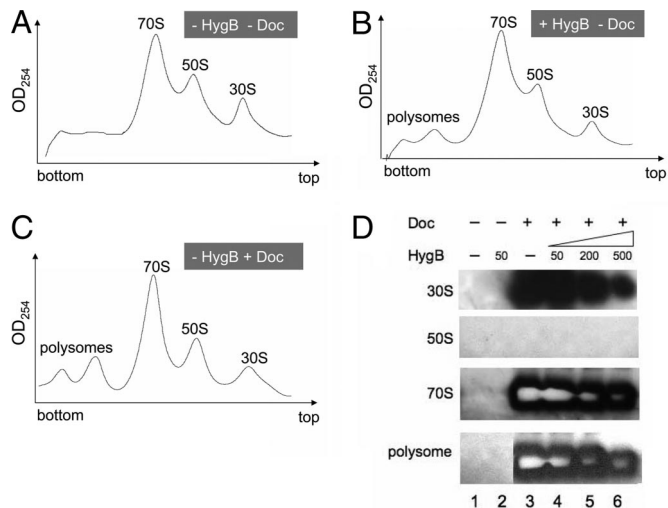 A
- HygB - Doc
70S
50S
30S
OD254
bottom
top
B
+ HygB - Doc
70S
50S
30S
polysomes
OD254
bottom
top
C
- HygB + Doc
70S
50S
30S
polysomes
OD254
bottom
top
D
Doc – – + + + +
HygB – 50 – 50 200 500
30S
50S
70S
polysome
1 2 3 4 5 6